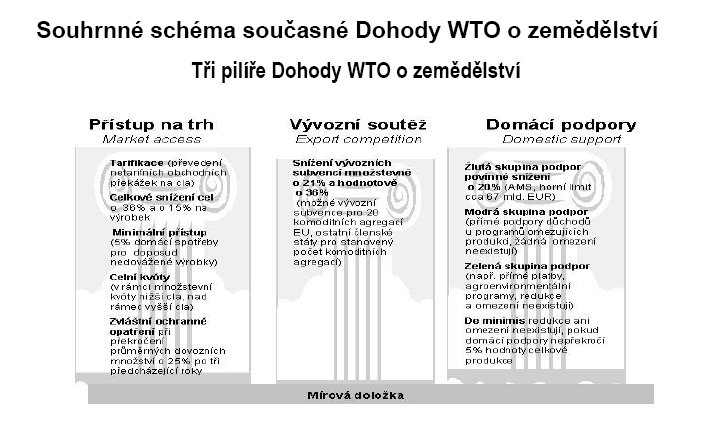 Souhrnné schéma současné Dohody WTO o zemědělství
Tři pilíře Dohody WTO o zemědělství
Přístup na trh
Market access
Tarifikace (převedení
netarifních obchodních
překážek na cla)
Celkové snížení cel
o 36% a o 15% na
výrobek
Minimální přístup
(5% domácí spotřeby
pro doposud
nedovážené výrobky)
Celní kvóty
(v rámci množstevní
kvóty nižší cla, nad
rámec vyšší cla)
Zvláštní ochranné
opatření při
překročení
průměrných dovozních
množství o 25% po tři
předcházející roky
Vývozní soutěž
Export competition
Snížení vývozních
subvencí množstevně
o 21% a hodnotově
o 36%
(možné vývozní
subvence pro 20
komoditních agregací
EU, ostatní členské
státy pro stanovený
počet komoditních
agregací)
Domácí podpory
Domestic support
Žlutá skupina podpor
povinné snížení
o 20% (AMS, horní limit
cca 67 mld. EUR)
Modrá skupina podpor
(přímé podpory důchodů
u programů omezujících
produkci, žádná omezení
neexistují)
Zelená skupina podpor
(např. přímé platby,
agroenvironmentální
programy, redukce
a omezení neexistují)
De minimis redukce ani
omezení neexistují, pokud
domácí podpory nepřekročí
5% hodnoty celkové
produkce
Mírová doložka